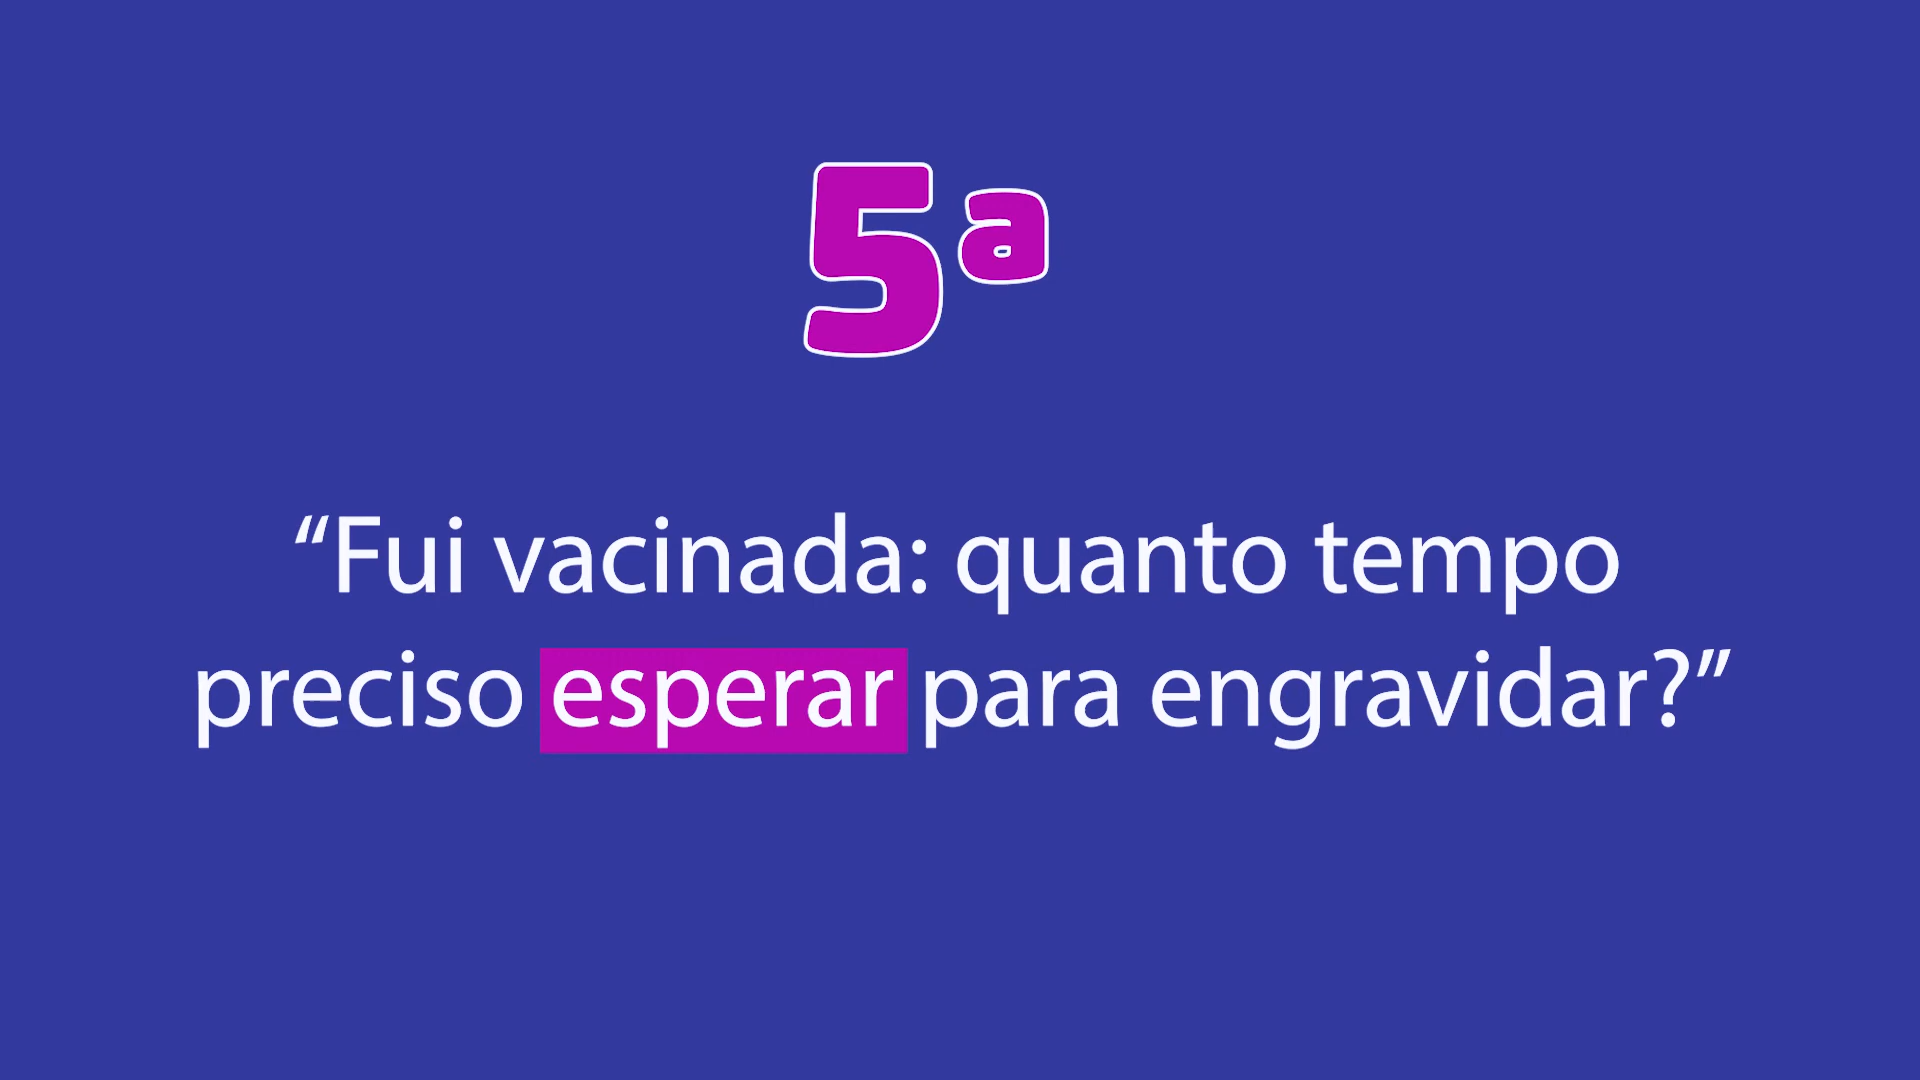 5ª
“Fui vacinada: quanto tempo
preciso esperar para engravidar?”